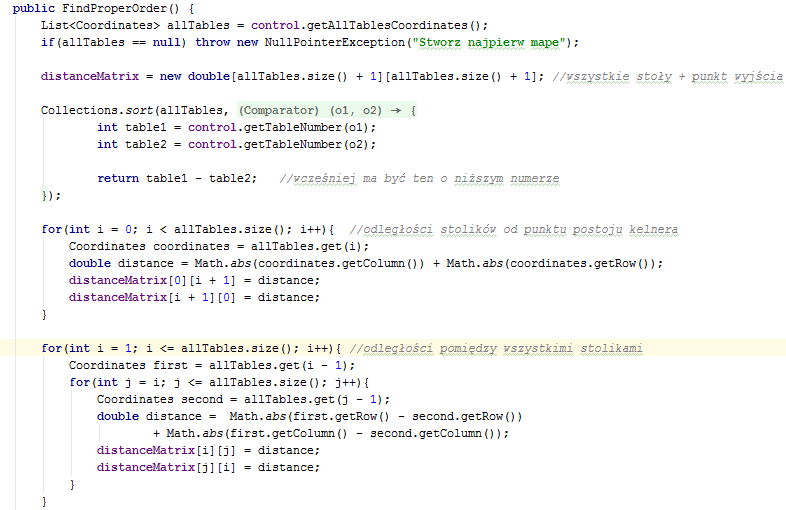 public FindProperOrder() {
    List<Coordinates> allTables = control.getAllTablesCoordinates();
    if(allTables == null) throw new NullPointerException("Stworz najpierw mape");

    distanceMatrix = new double[allTables.size() + 1][allTables.size() + 1]; //wszystkie stoły + punkt wyjścia

    Collections.sort(allTables, (Comparator) (o1, o2) → {
            int table1 = control.getTableNumber(o1);
            int table2 = control.getTableNumber(o2);

            return table1 - table2;   //wcześniej ma być ten o niższym numerze
    });

    for(int i = 0; i < allTables.size(); i++){  //odległości stolików od punktu postoju kelnera
        Coordinates coordinates = allTables.get(i);
        double distance = Math.abs(coordinates.getColumn()) + Math.abs(coordinates.getRow());
        distanceMatrix[0][i + 1] = distance;
        distanceMatrix[i + 1][0] = distance;
    }

    for(int i = 1; i <= allTables.size(); i++){ //odległości pomiędzy wszystkimi stolikami
        Coordinates first = allTables.get(i - 1);
        for(int j = i; j <= allTables.size(); j++){
            Coordinates second = allTables.get(j - 1);
            double distance =  Math.abs(first.getRow() - second.getRow())
                    + Math.abs(first.getColumn() - second.getColumn());
            distanceMatrix[i][j] = distance;
            distanceMatrix[j][i] = distance;
        }
    }